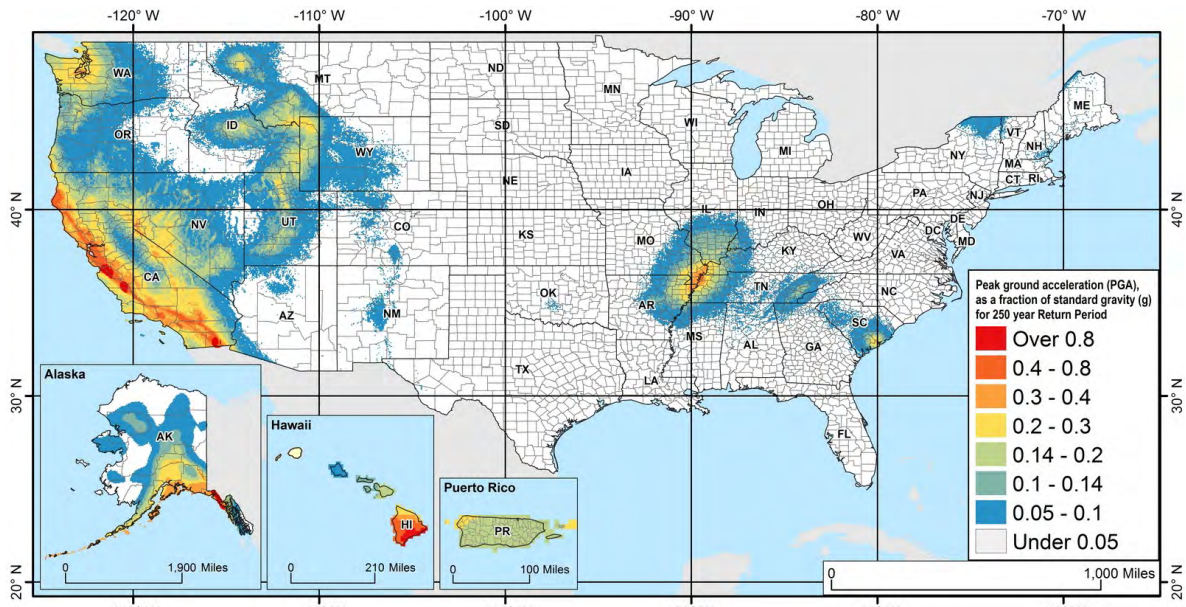 -120° W -110° W -100° W -90° W -80° W -70° W
WA
MT
ND
MN
ME
OR
ID
SD
WI
VT
NH
WY
MI
NY
MA
CT RI
IA
NE
PA
NJ
40° N
NV
UT
CO
IL
IN
OH
DE
DC
MD
40° N
CA
KS
MO
KY
WV
VA
AZ
NM
OK
AR
TN
NC
SC
MS
AL
GA
TX
LA
30° N
30° N
FL
Alaska
AK
0 1,900 Miles
Hawaii
HI
0 210 Miles
Puerto Rico
PR
0 100 Miles
Peak ground acceleration (PGA),
as a fraction of standard gravity (g)
for 250 year Return Period
Over 0.8
0.4 - 0.8
0.3 - 0.4
0.2 - 0.3
0.14 - 0.2
0.1 - 0.14
0.05 - 0.1
Under 0.05
0 1,000 Miles
20° N
20° N